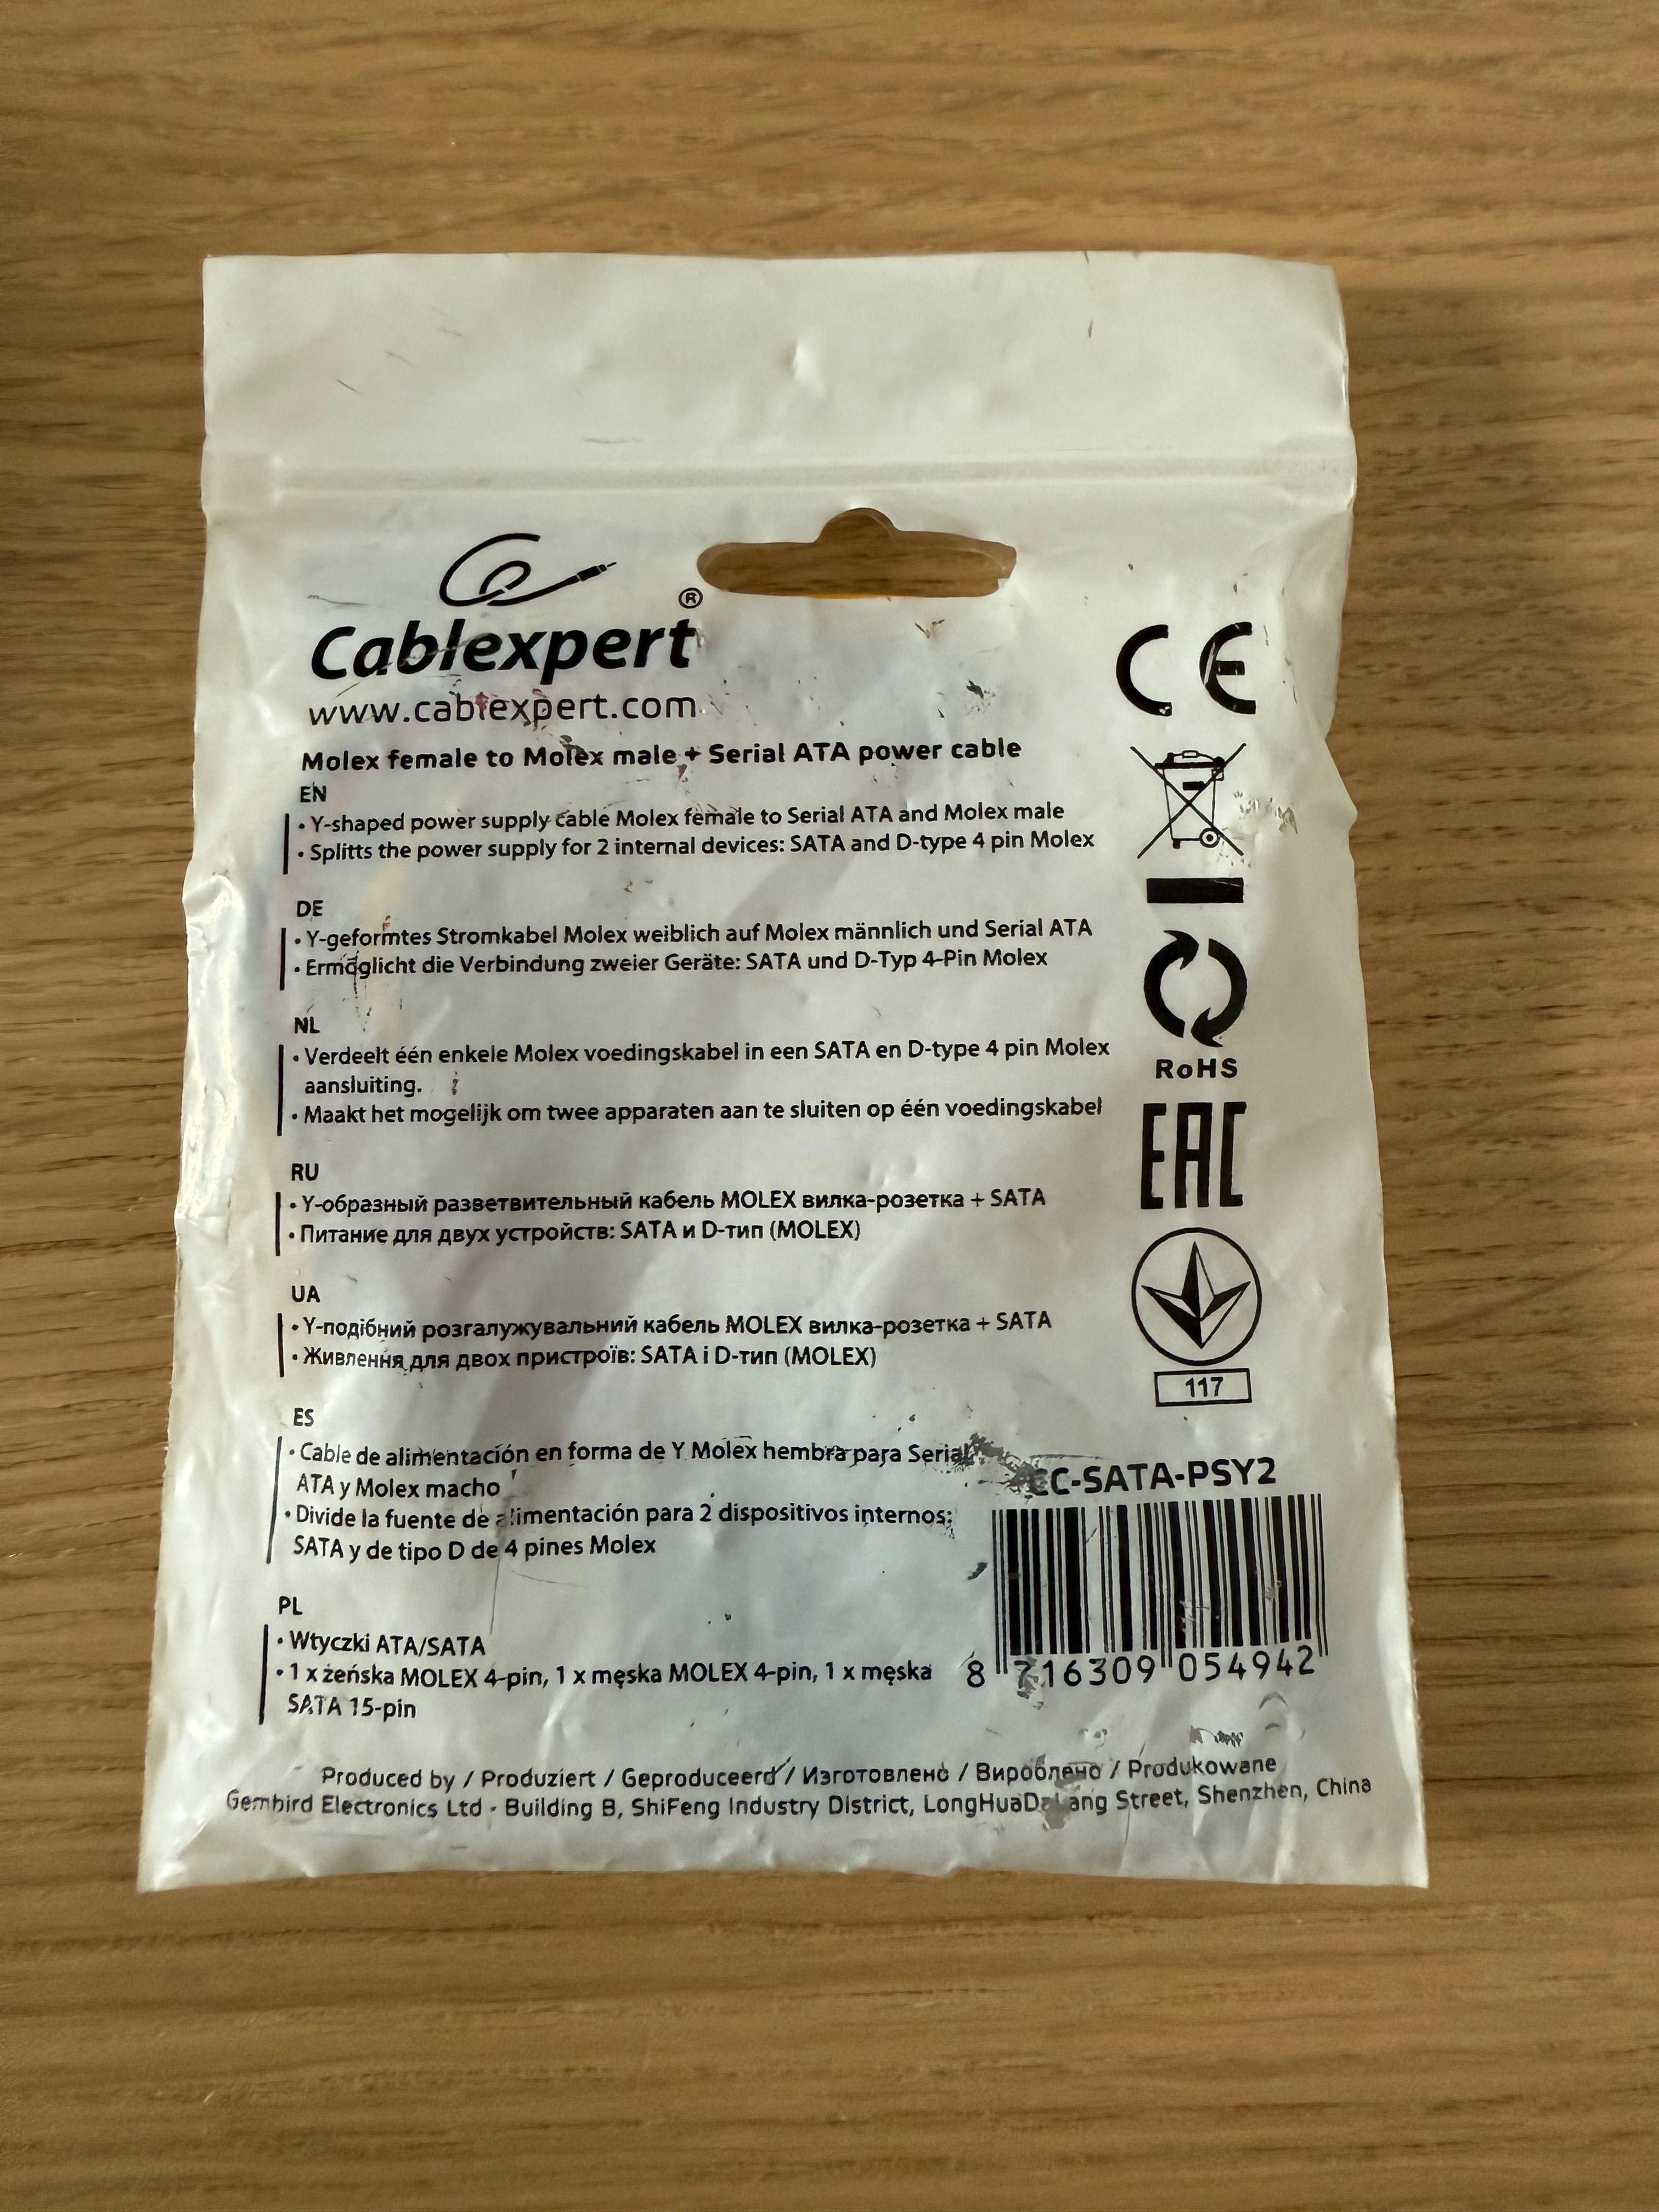 ®
Cablexpert
www.cablexpert.com
Molex female to Molex male + Serial ATA power cable
EN
• Y-shaped power supply cable Molex female to Serial ATA and Molex male
• Splitts the power supply for 2 internal devices: SATA and D-type 4 pin Molex
DE
• Y-geformtes Stromkabel Molex weiblich auf Molex männlich und Serial ATA
• Ermöglicht die Verbindung zweier Geräte: SATA und D-Typ 4-Pin Molex
NL
• Verdeelt één enkele Molex voedingskabel in een SATA en D-type 4 pin Molex
aansluiting.
• Maakt het mogelijk om twee apparaten aan te sluiten op één voedingskabel
RU
• Y-образный разветвительный кабель MOLEX вилка-розетка + SATA
• Питание для двух устройств: SATA и D-тип (MOLEX)
UA
• Y-подібний розгалужувальний кабель MOLEX вилка-розетка + SATA
• Живлення для двох пристроїв: SATA і D-тип (MOLEX)
ES
• Cable de alimentación en forma de Y Molex hembra para Serial
ATA y Molex macho
• Divide la fuente de alimentación para 2 dispositivos internos:
SATA y de tipo D de 4 pines Molex
PL
• Wtyczki ATA/SATA
• 1 x żeńska MOLEX 4-pin, 1 x męska MOLEX 4-pin, 1 x męska
SATA 15-pin
CE
RoHS
EAC
117
CC-SATA-PSY2
8 716309 054942
Produced by / Produziert / Geproduceerd / Изготовлено / Вироблено / Produkowane
Gembird Electronics Ltd - Building B, ShiFeng Industry District, LongHuaDaLang Street, Shenzhen, China